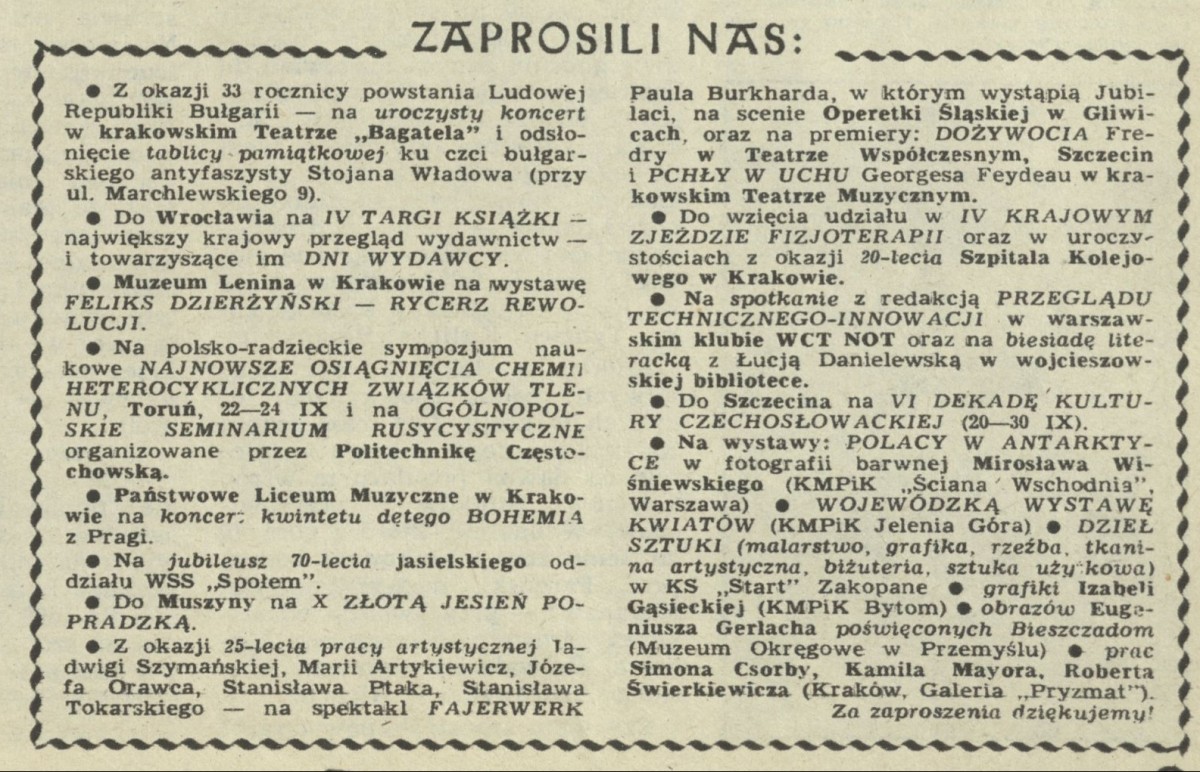 ZAPROSILI NAS:
● Z okazji 33 rocznicy powstania Ludowej
Republiki Bułgarii — na uroczysty koncert
w krakowskim Teatrze „Bagatela" i odsło-
nięcie tablicy pamiątkowej ku czci bułgar-
skiego antyfaszysty Stojana Władowa (przy
ul. Marchlewskiego 9).
● Do Wrocławia na IV TARGI KSIĄŻKI —
największy krajowy przegląd wydawnictw —
i towarzyszące im DNI WYDAWCY.
● Muzeum Lenina w Krakowie na wystawę
FELIKS DZIERŻYŃSKI — RYCERZ REWO-
LUCJI.
● Na polsko-radzieckie sympozjum nau-
kowe NAJNOWSZE OSIĄGNIĘCIA CHEMII
HETEROCYKLICZNYCH ZWIĄZKÓW TLE-
NU, Toruń, 22—24 IX i na OGÓLNOPOL-
SKIE SEMINARIUM RUSYCYSTYCZNE
organizowane przez Politechnikę Często-
chowską.
● Państwowe Liceum Muzyczne w Krako-
wie na koncert kwintetu dętego BOHEMIA
z Pragi.
● Na jubileusz 70-lecia jasielskiego od-
działu WSS „Społem".
● Do Muszyny na X ZŁOTĄ JESIEŃ PO-
PRADZKĄ.
● Z okazji 25-lecia pracy artystycznej Ja-
dwigi Szymańskiej, Marii Artykiewicz, Józe-
fa Orawca, Stanisława Ptaka, Stanisława
Tokarskiego — na spektakl FAJERWERK
Paula Burkharda, w którym wystąpią Jubi-
laci, na scenie Operetki Śląskiej w Gliwi-
cach, oraz na premiery: DOŻYWOCIA Fre-
dry w Teatrze Współczesnym, Szczecin
i PCHŁY W UCHU Georgesa Feydeau w kra-
kowskim Teatrze Muzycznym.
● Do wzięcia udziału w IV KRAJOWYM
ZJEŹDZIE FIZJOTERAPII oraz w uroczy-
stościach z okazji 20-lecia Szpitala Kolejo-
wego w Krakowie.
● Na spotkanie z redakcją PRZEGLĄDU
TECHNICZNEGO-INNOWACJI w warszaw-
skim klubie WCT NOT oraz na biesiadę lite-
racką z Łucją Danielewską w wojcieszow-
skiej bibliotece.
● Do Szczecina na VI DEKADĘ KULTU-
RY CZECHOSŁOWACKIEJ (20—30 IX).
● Na wystawy: POLACY W ANTARKTY-
CE w fotografii barwnej Mirosława Wi-
śniewskiego (KMPiK „Ściana Wschodnia",
Warszawa) ● WOJEWÓDZKĄ WYSTAWĘ
KWIATÓW (KMPiK Jelenia Góra) ● DZIEŁ
SZTUKI (malarstwo, grafika, rzeźba, tkani-
na artystyczna, biżuteria, sztuka użytkowa)
w KS „Start" Zakopane ● grafiki Izabeli
Gąsieckiej (KMPiK Bytom) ● obrazów Euge-
niusza Gerlacha poświęconych Bieszczadom
(Muzeum Okręgowe w Przemyślu) ● prac
Simona Csorby, Kamila Mayora, Roberta
Świerkiewicza (Kraków, Galeria „Pryzmat").
Za zaproszenia dziękujemy!